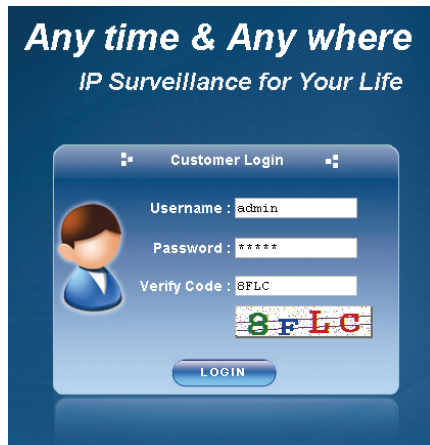 Any time & Any where
IP Surveillance for Your Life
Customer Login
Username : admin
Password : *****
Verify Code : 8FLC
8FLC
LOGIN